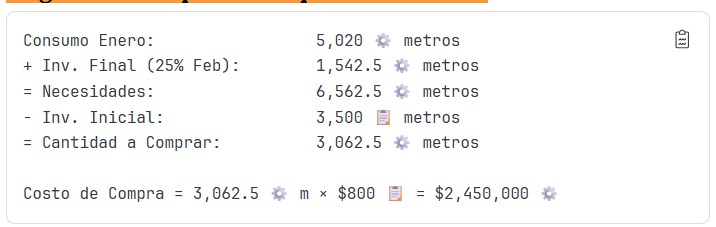 Consumo Enero: 5,020 ⚙️ metros
+ Inv. Final (25% Feb): 1,542.5 ⚙️ metros
= Necesidades: 6,562.5 ⚙️ metros
- Inv. Inicial: 3,500 📋 metros
= Cantidad a Comprar: 3,062.5 ⚙️ metros
Costo de Compra = 3,062.5 ⚙️ m × $800 📋 = $2,450,000 ⚙️